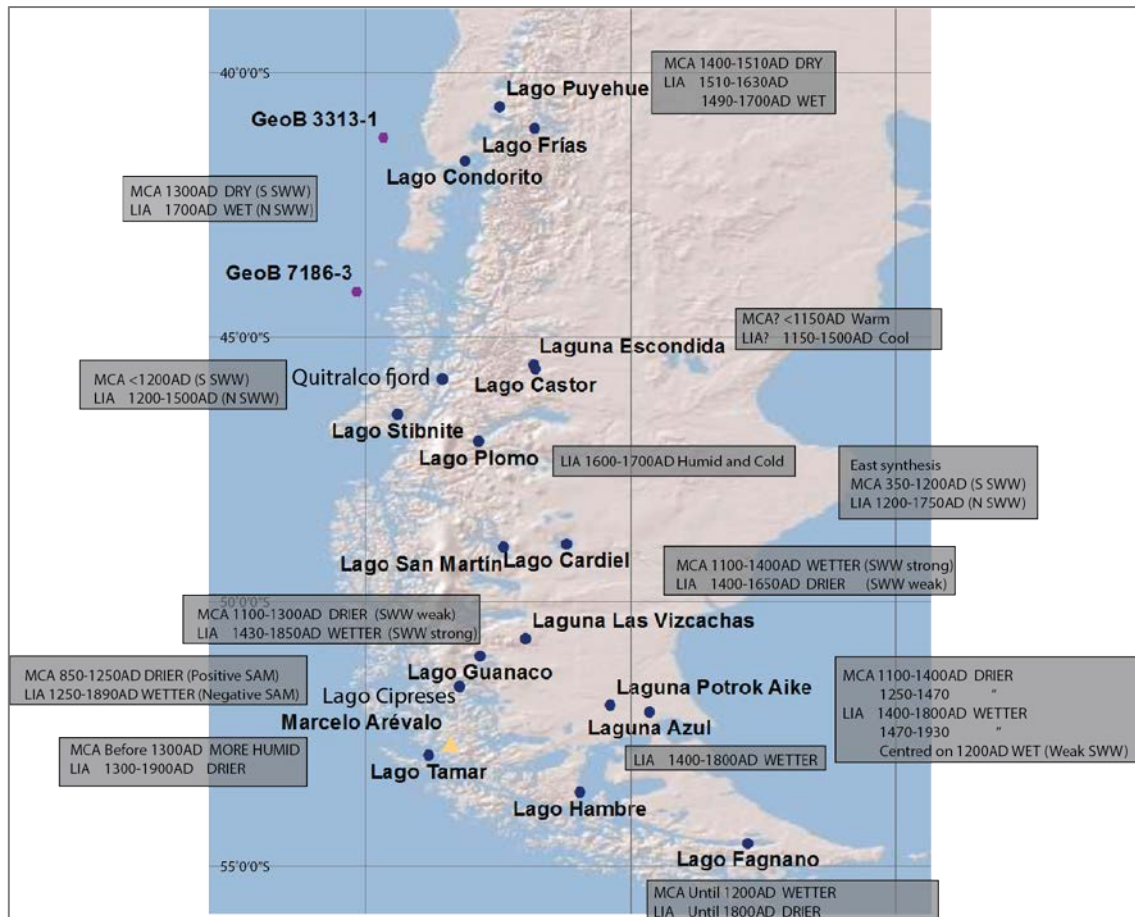 MCA 1400-1510AD DRY
LIA 1510-1630AD
1490-1700AD WET
40°0'0"S
Lago Puyehue
GeoB 3313-1
Lago Frías
Lago Condorito
MCA 1300AD DRY (S SWW)
LIA 1700AD WET (N SWW)
GeoB 7186-3
MCA? <1150AD Warm
LIA? 1150-1500AD Cool
45°0'0"S
Laguna Escondida
Quitralco fjord
Lago Castor
MCA <1200AD (S SWW)
LIA 1200-1500AD (N SWW)
Lago Stibnite
Lago Plomo
LIA 1600-1700AD Humid and Cold
East synthesis
MCA 350-1200AD (S SWW)
LIA 1200-1750AD (N SWW)
Lago San Martín
Lago Cardiel
MCA 1100-1400AD WETTER (SWW strong)
LIA 1400-1650AD DRIER (SWW weak)
50°0'0"S
MCA 1100-1300AD DRIER (SWW weak)
LIA 1430-1850AD WETTER (SWW strong)
Laguna Las Vizcachas
Lago Guanaco
MCA 850-1250AD DRIER (Positive SAM)
LIA 1250-1890AD WETTER (Negative SAM)
Lago Cipreses
Laguna Potrok Aike
MCA 1100-1400AD DRIER
1250-1470 "
LIA 1400-1800AD WETTER
1470-1930 "
Centred on 1200AD WET (Weak SWW)
Marcelo Arévalo
Laguna Azul
MCA Before 1300AD MORE HUMID
LIA 1300-1900AD DRIER
Lago Tamar
LIA 1400-1800AD WETTER
Lago Hambre
Lago Fagnano
55°0'0"S
MCA Until 1200AD WETTER
LIA Until 1800AD DRIER